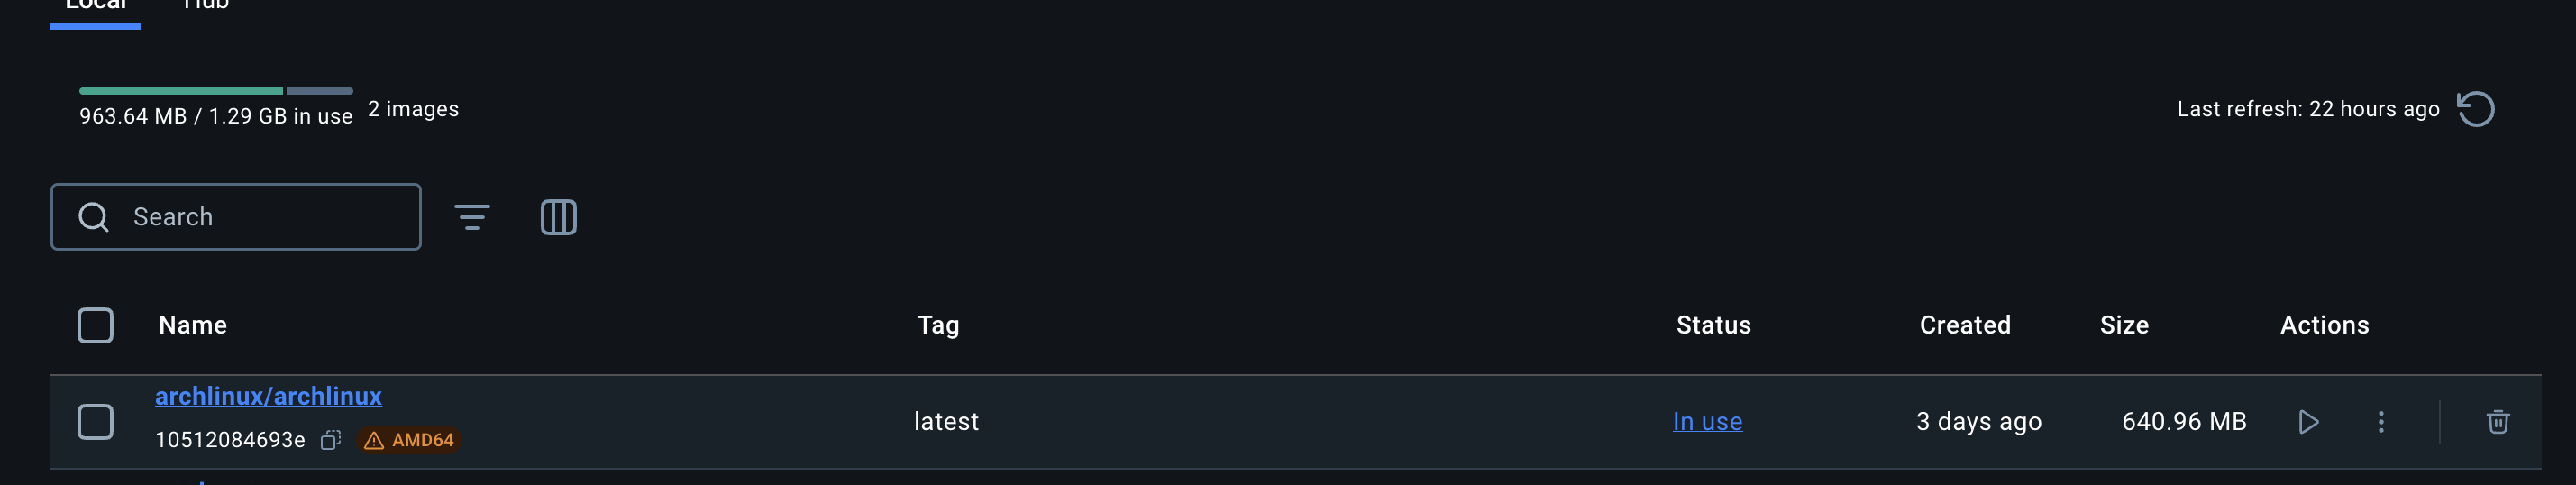 Local Hub
963.64 MB / 1.29 GB in use 2 images
Last refresh: 22 hours ago
Search
Name Tag Status Created Size Actions
archlinux/archlinux
10512084693e AMD64
latest In use 3 days ago 640.96 MB